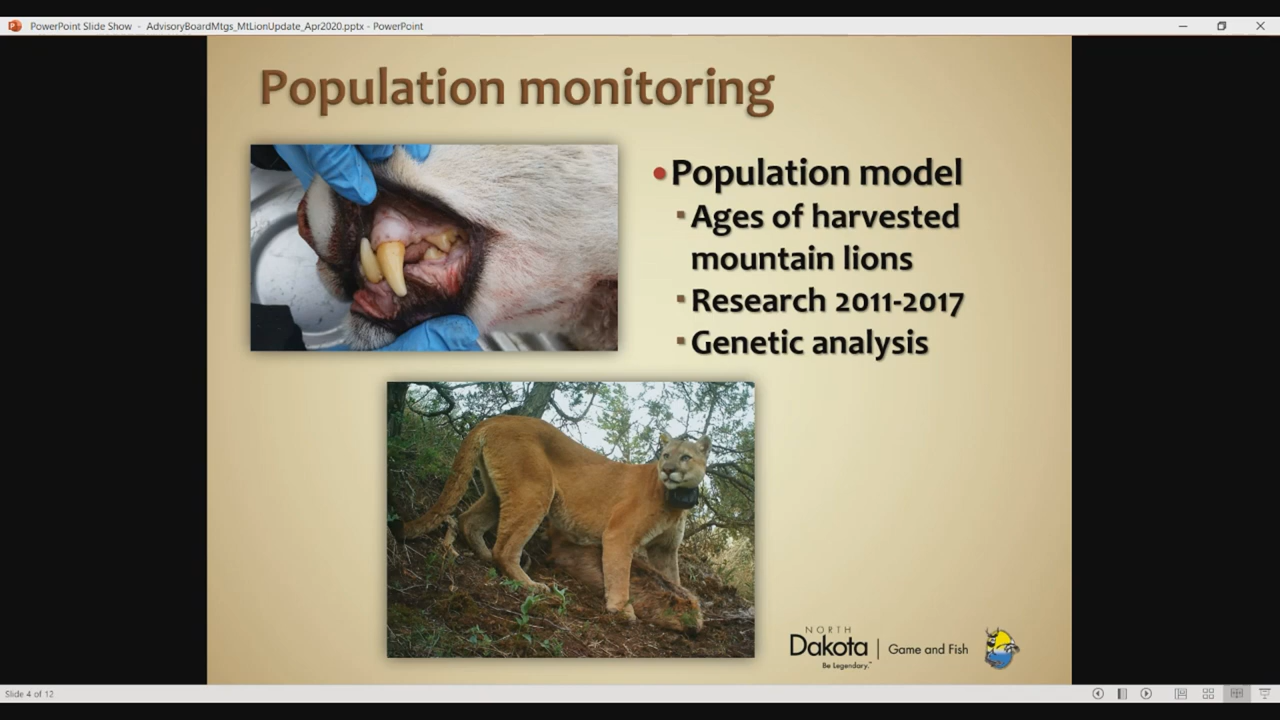 PowerPoint Slide Show - AdvisoryBoardMtgs_MtLionUpdate_Apr2020.pptx - PowerPoint
Population monitoring
Population model
Ages of harvested
mountain lions
Research 2011-2017
Genetic analysis
NORTH
Dakota | Game and Fish
Be Legendary.™
Slide 4 of 12